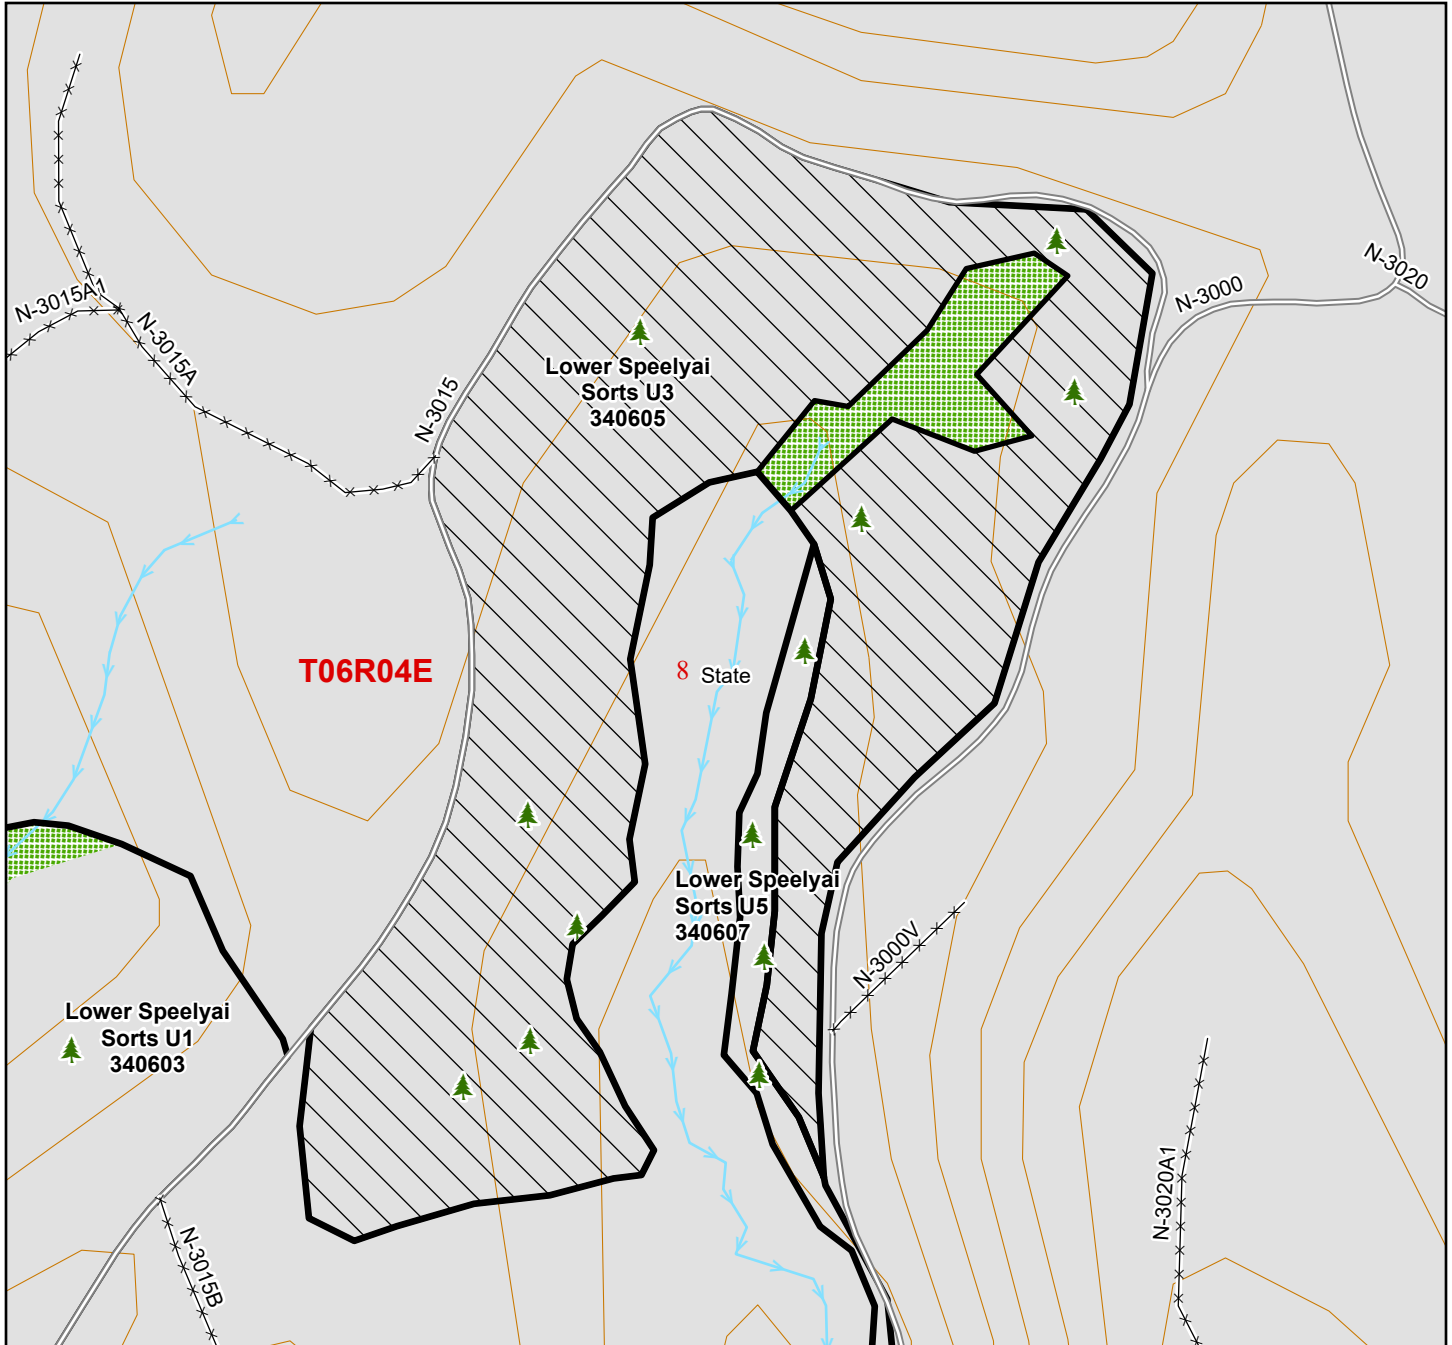 N-3020
N-3000
N-3015A1
N-3015A
N-3015
Lower Speelyai
Sorts U3
340605
T06R04E
8 State
Lower Speelyai
Sorts U5
340607
N-3000V
Lower Speelyai
Sorts U1
340603
N-3020A1
N-3015B